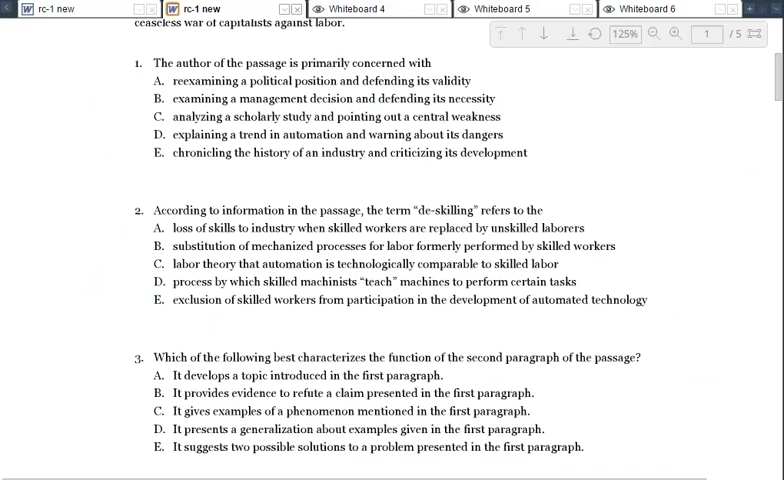 rc-1 new
rc-1 new
Whiteboard 4
Whiteboard 5
Whiteboard 6
ceaseless war of capitalists against labor.
125%
1
/ 5
1. The author of the passage is primarily concerned with
A. reexamining a political position and defending its validity
B. examining a management decision and defending its necessity
C. analyzing a scholarly study and pointing out a central weakness
D. explaining a trend in automation and warning about its dangers
E. chronicling the history of an industry and criticizing its development
2. According to information in the passage, the term “de-skilling” refers to the
A. loss of skills to industry when skilled workers are replaced by unskilled laborers
B. substitution of mechanized processes for labor formerly performed by skilled workers
C. labor theory that automation is technologically comparable to skilled labor
D. process by which skilled machinists “teach” machines to perform certain tasks
E. exclusion of skilled workers from participation in the development of automated technology
3. Which of the following best characterizes the function of the second paragraph of the passage?
A. It develops a topic introduced in the first paragraph.
B. It provides evidence to refute a claim presented in the first paragraph.
C. It gives examples of a phenomenon mentioned in the first paragraph.
D. It presents a generalization about examples given in the first paragraph.
E. It suggests two possible solutions to a problem presented in the first paragraph.